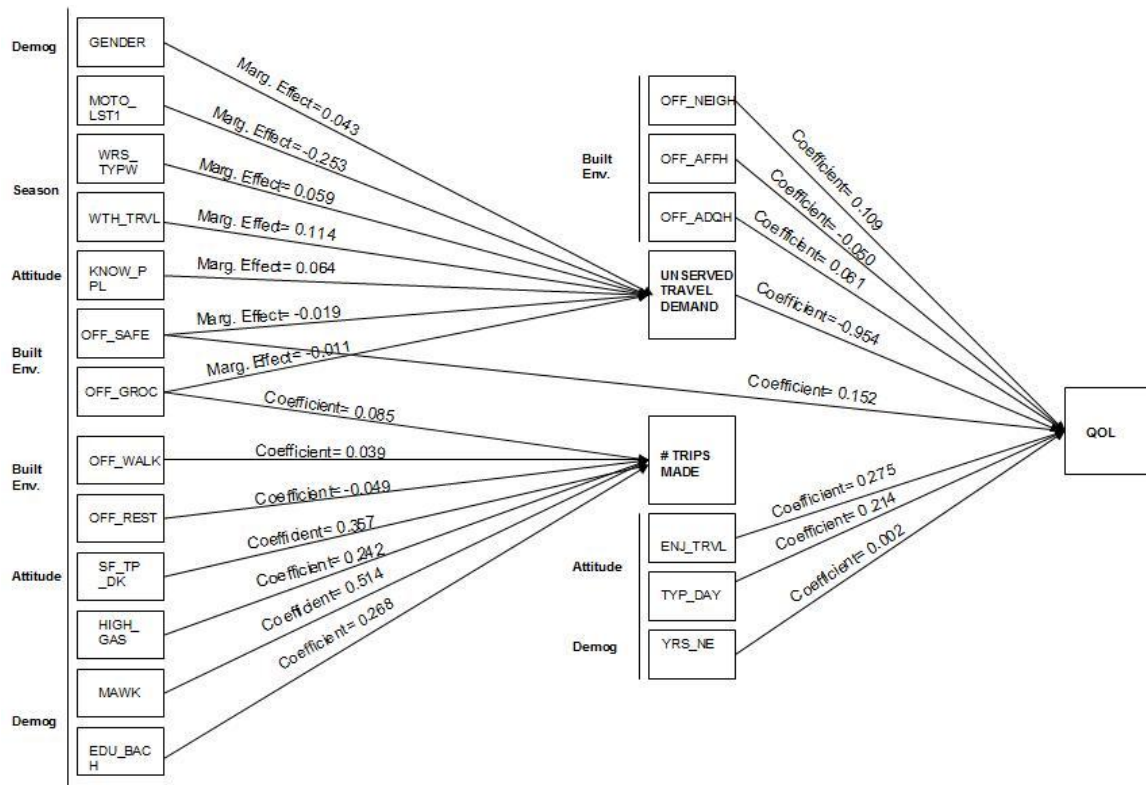 Demog
GENDER
MOTO_
LST1
WRS_
TYPW
Season
WTH_TRVL
Attitude
KNOW_P
PL
OFF_SAFE
Built
Env.
OFF_GROC
Built
Env.
OFF_WALK
OFF_REST
Attitude
SF_TP
_DK
HIGH_
GAS
MAWK
Demog
EDU_BAC
H
Marg. Effect= 0.043
Marg. Effect= -0.253
Marg. Effect= 0.059
Marg. Effect= 0.114
Marg. Effect= 0.064
Marg. Effect= -0.019
Marg. Effect= -0.011
Coefficient= 0.085
Coefficient= 0.039
Coefficient= -0.049
Coefficient= 0.357
Coefficient= 0.242
Coefficient= 0.514
Coefficient= 0.268
Built
Env.
OFF_NEIGH
OFF_AFFH
OFF_ADQH
UNSERVED
TRAVEL
DEMAND
# TRIPS
MADE
Attitude
ENJ_TRVL
TYP_DAY
Demog
YRS_NE
Coefficient= 0.109
Coefficient= -0.050
Coefficient= 0.061
Coefficient= -0.954
Coefficient= 0.152
Coefficient= 0.275
Coefficient= 0.214
Coefficient= 0.002
QOL